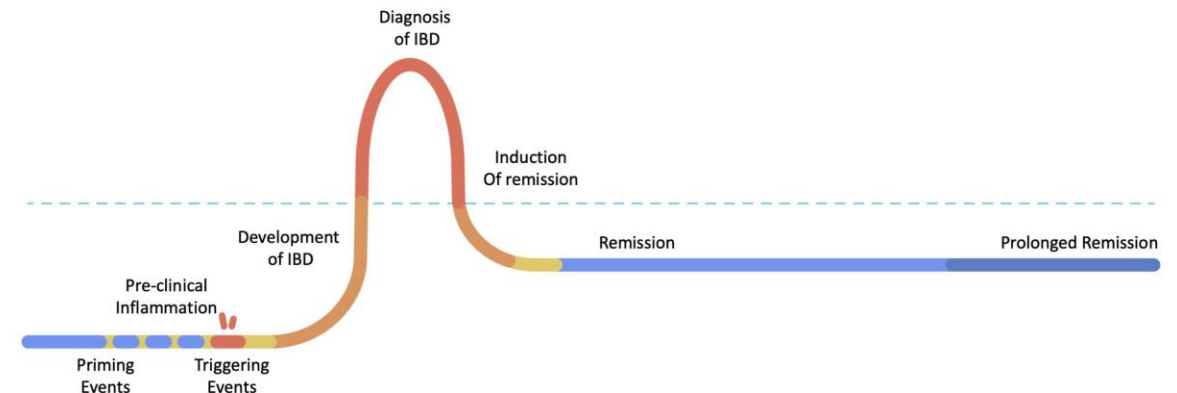 Diagnosis
of IBD
Induction
Of remission
Development
of IBD
Remission
Prolonged Remission
Pre-clinical
Inflammation
Priming
Events
Triggering
Events